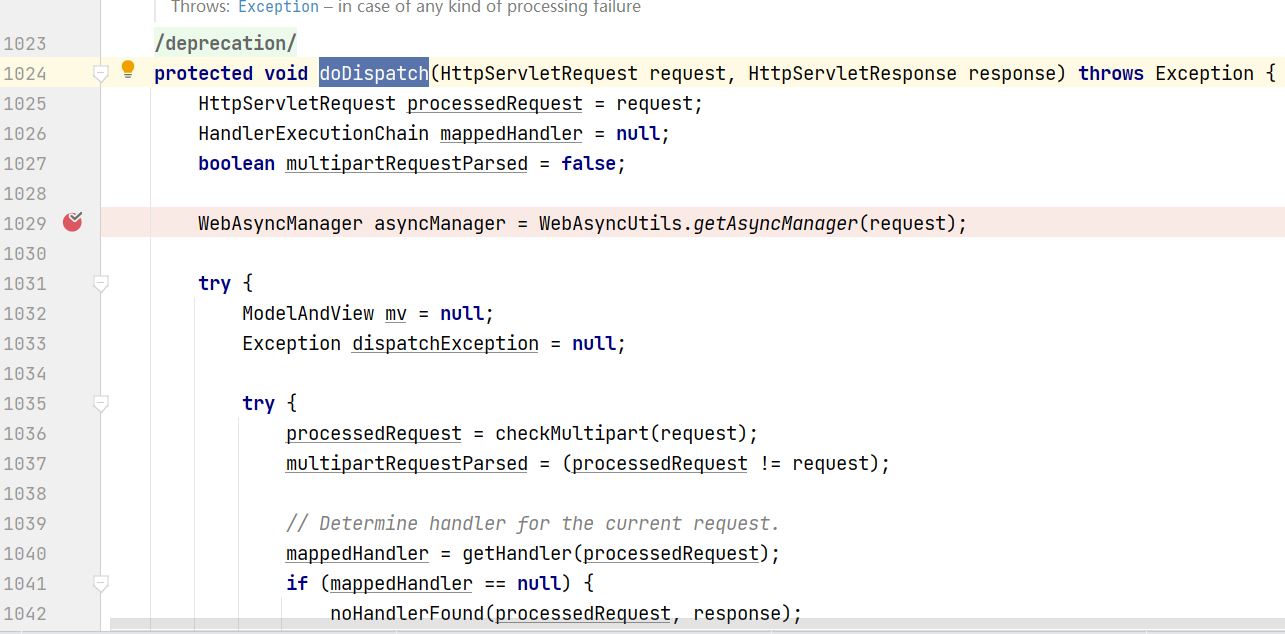 Throws: Exception – in case of any kind of processing failure
1023 /deprecation/
1024 protected void doDispatch(HttpServletRequest request, HttpServletResponse response) throws Exception {
1025 HttpServletRequest processedRequest = request;
1026 HandlerExecutionChain mappedHandler = null;
1027 boolean multipartRequestParsed = false;
1028
1029 WebAsyncManager asyncManager = WebAsyncUtils.getAsyncManager(request);
1030
1031 try {
1032 ModelAndView mv = null;
1033 Exception dispatchException = null;
1034
1035 try {
1036 processedRequest = checkMultipart(request);
1037 multipartRequestParsed = (processedRequest != request);
1038
1039 // Determine handler for the current request.
1040 mappedHandler = getHandler(processedRequest);
1041 if (mappedHandler == null) {
1042 noHandlerFound(processedRequest, response);